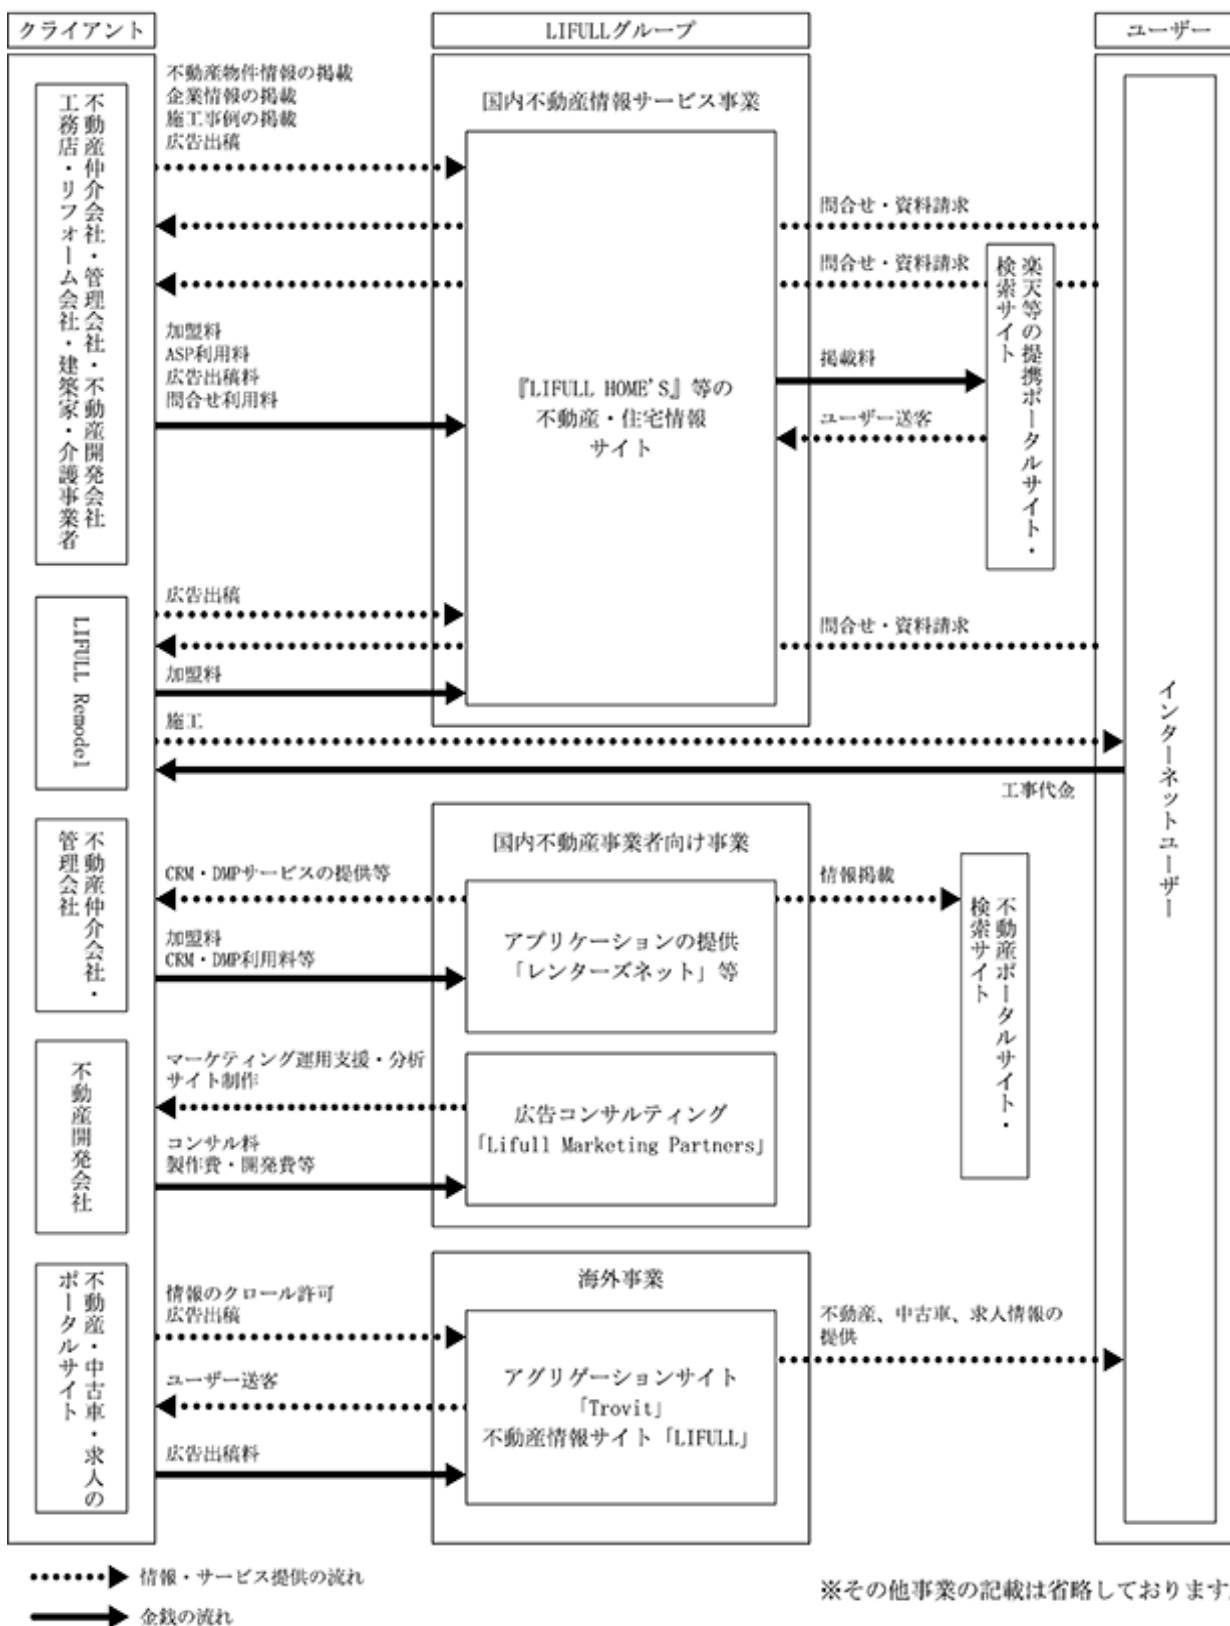 クライアント
LIFULLグループ
ユーザー
不動産仲介会社・管理会社・不動産開発会社
工務店・リフォーム会社・建築家・介護事業者
不動産物件情報の掲載
企業情報の掲載
施工事例の掲載
広告出稿
国内不動産情報サービス事業
問合せ・資料請求
問合せ・資料請求
加盟料
ASP利用料
広告出稿料
問合せ利用料
『LIFULL HOME'S』等の
不動産・住宅情報
サイト
掲載料
ユーザー送客
楽天等の提携ポータルサイト・
検索サイト
インターネットユーザー
LIFULL Remodel
広告出稿
問合せ・資料請求
加盟料
施工
工事代金
不動産仲介会社・
管理会社
国内不動産事業者向け事業
CRM・DMPサービスの提供等
加盟料
CRM・DMP利用料等
アプリケーションの提供
「レンターズネット」等
情報掲載
不動産ポータルサイト・
検索サイト
不動産開発会社
マーケティング運用支援・分析
サイト制作
コンサル料
製作費・開発費等
広告コンサルティング
「Lifull Marketing Partners」
不動産・中古車・求人の
ポータルサイト
海外事業
情報のクロール許可
広告出稿
ユーザー送客
広告出稿料
アグリゲーションサイト
「Trovit」
不動産情報サイト「LIFULL」
不動産、中古車、求人情報の
提供
情報・サービス提供の流れ
金銭の流れ
※その他事業の記載は省略しております。